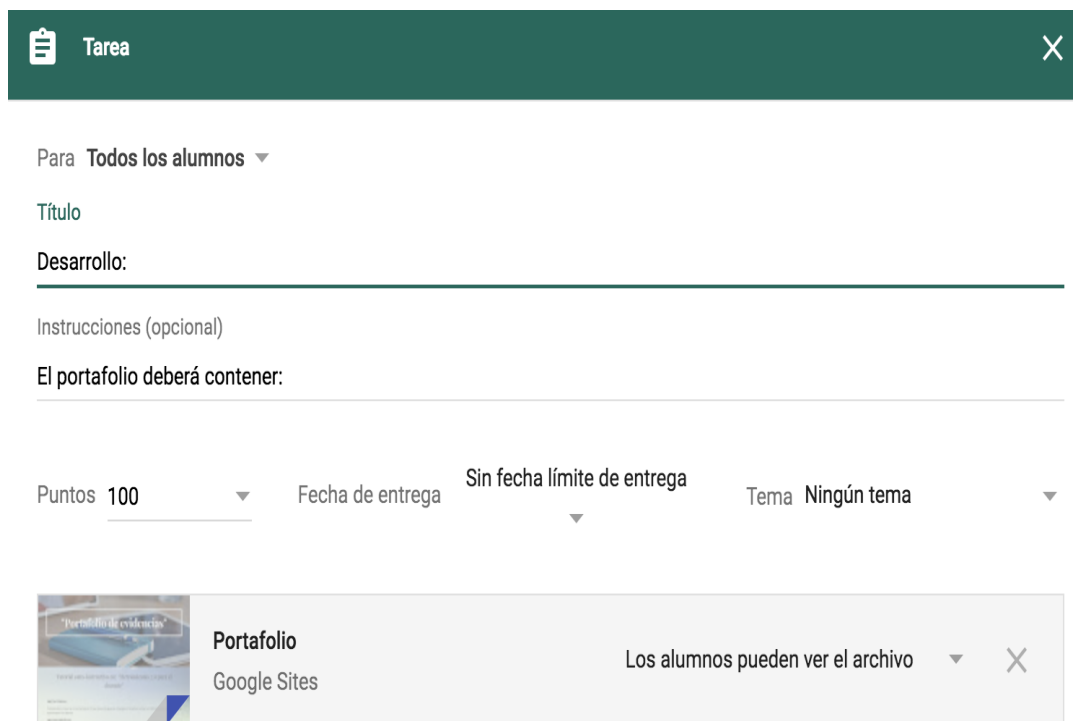 Tarea
Para Todos los alumnos
Título
Desarrollo:
Instrucciones (opcional)
El portafolio deberá contener:
Puntos 100 Fecha de entrega Sin fecha límite de entrega Tema Ningún tema
"Portafolio de evidencias"
Portafolio
Google Sites
Los alumnos pueden ver el archivo